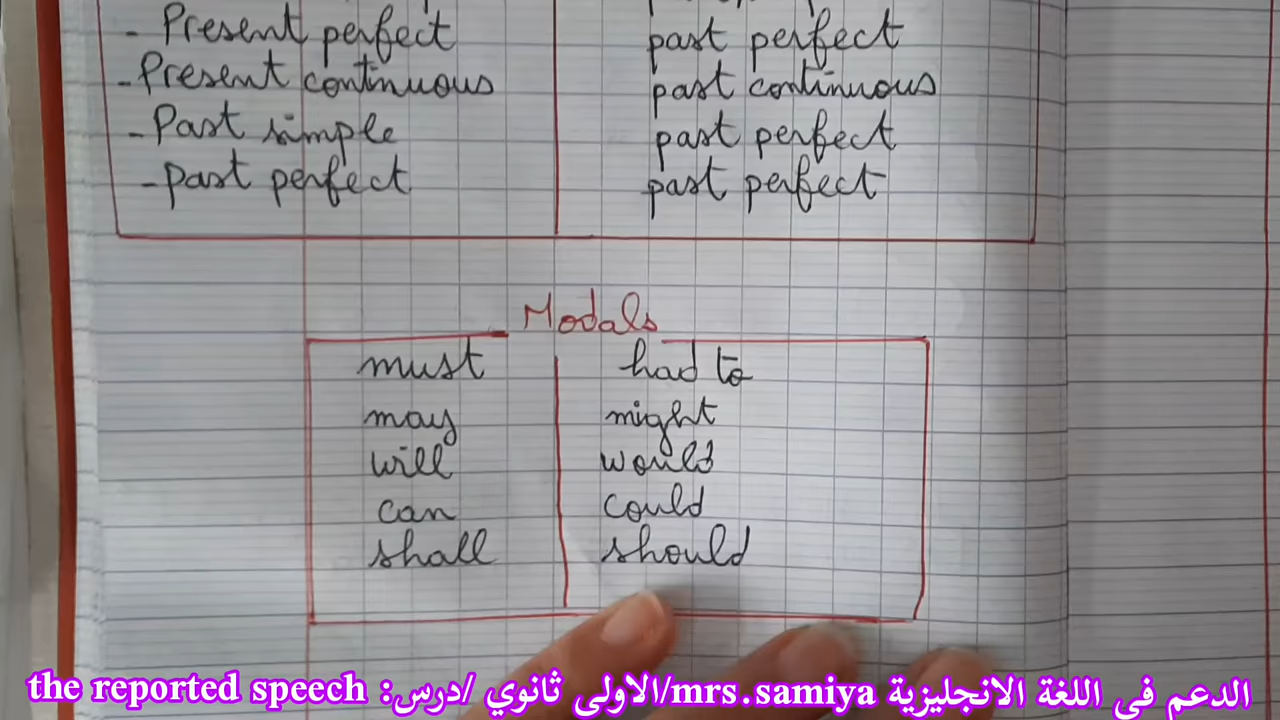 - Present perfect past perfect
- Present continuous past continuous
- Past simple past perfect
- Past perfect past perfect
Modals
must had to
may might
will would
can could
shall should
الدعم في اللغة الانجليزية mrs.samiya/الاولى ثانوي /درس: the reported speech